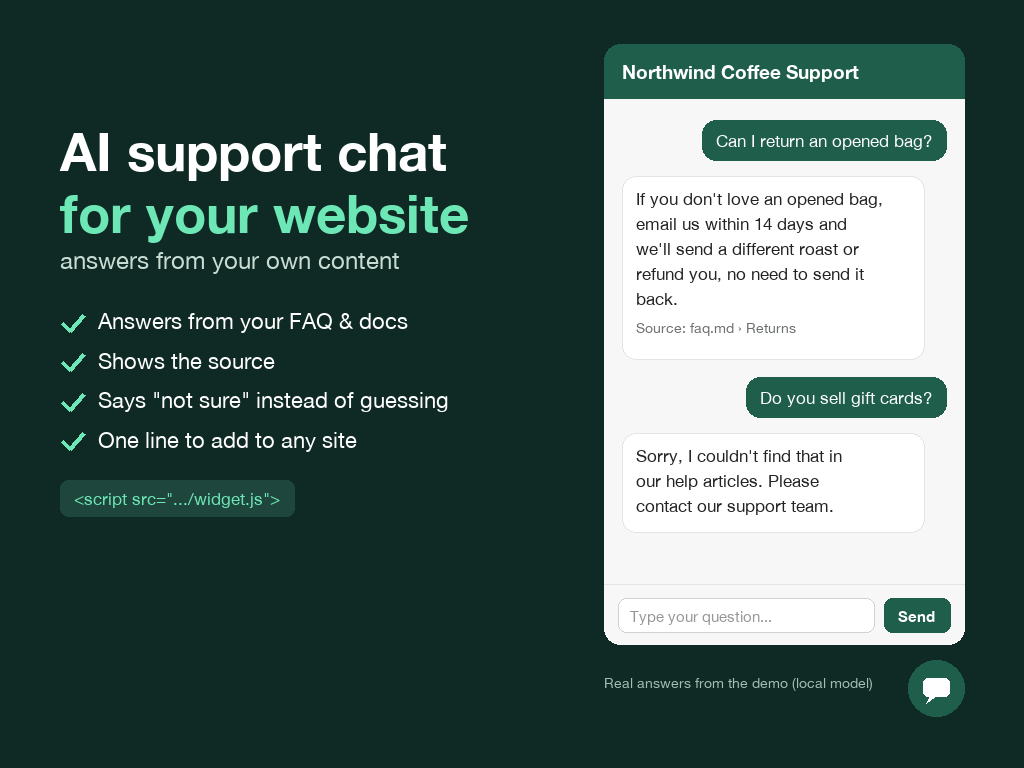 AI support chat
for your website
answers from your own content
Answers from your FAQ & docs
Shows the source
Says "not sure" instead of guessing
One line to add to any site
<script src=".../widget.js">
Northwind Coffee Support
Can I return an opened bag?
If you don't love an opened bag,
email us within 14 days and
we'll send a different roast or
refund you, no need to send it
back.
Source: faq.md › Returns
Do you sell gift cards?
Sorry, I couldn't find that in
our help articles. Please
contact our support team.
Type your question...
Send
Real answers from the demo (local model)